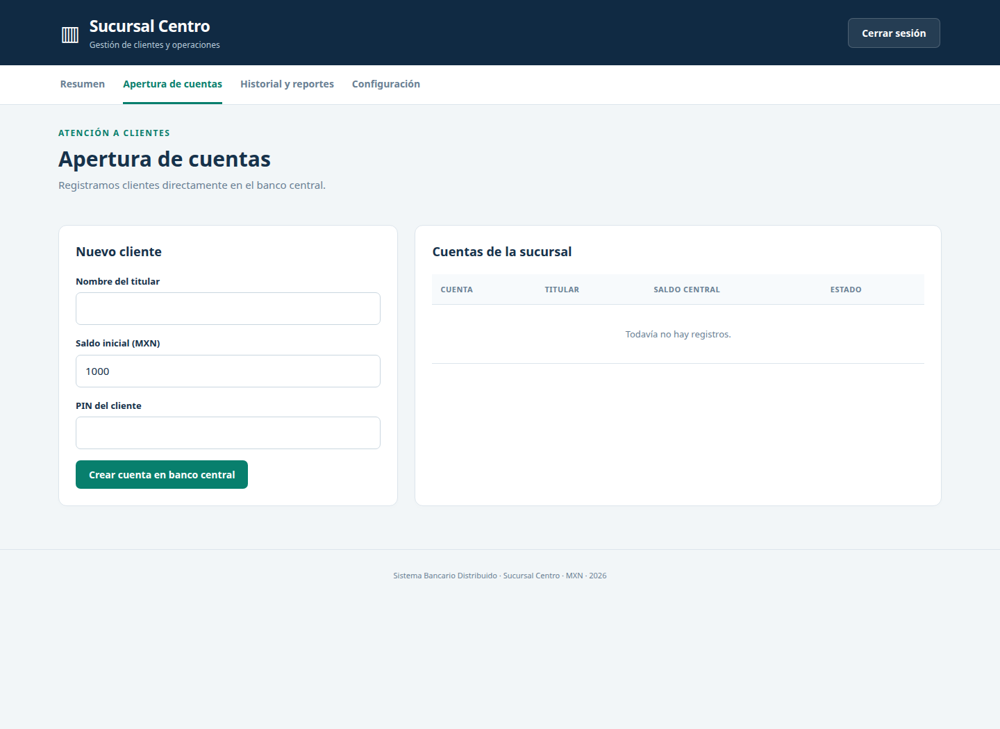 Sucursal Centro
Gestión de clientes y operaciones
Cerrar sesión
Resumen
Apertura de cuentas
Historial y reportes
Configuración
ATENCIÓN A CLIENTES
Apertura de cuentas
Registramos clientes directamente en el banco central.
Nuevo cliente
Nombre del titular
Saldo inicial (MXN)
1000
PIN del cliente
Crear cuenta en banco central
Cuentas de la sucursal
CUENTA TITULAR SALDO CENTRAL ESTADO
Todavía no hay registros.
Sistema Bancario Distribuido · Sucursal Centro · MXN · 2026